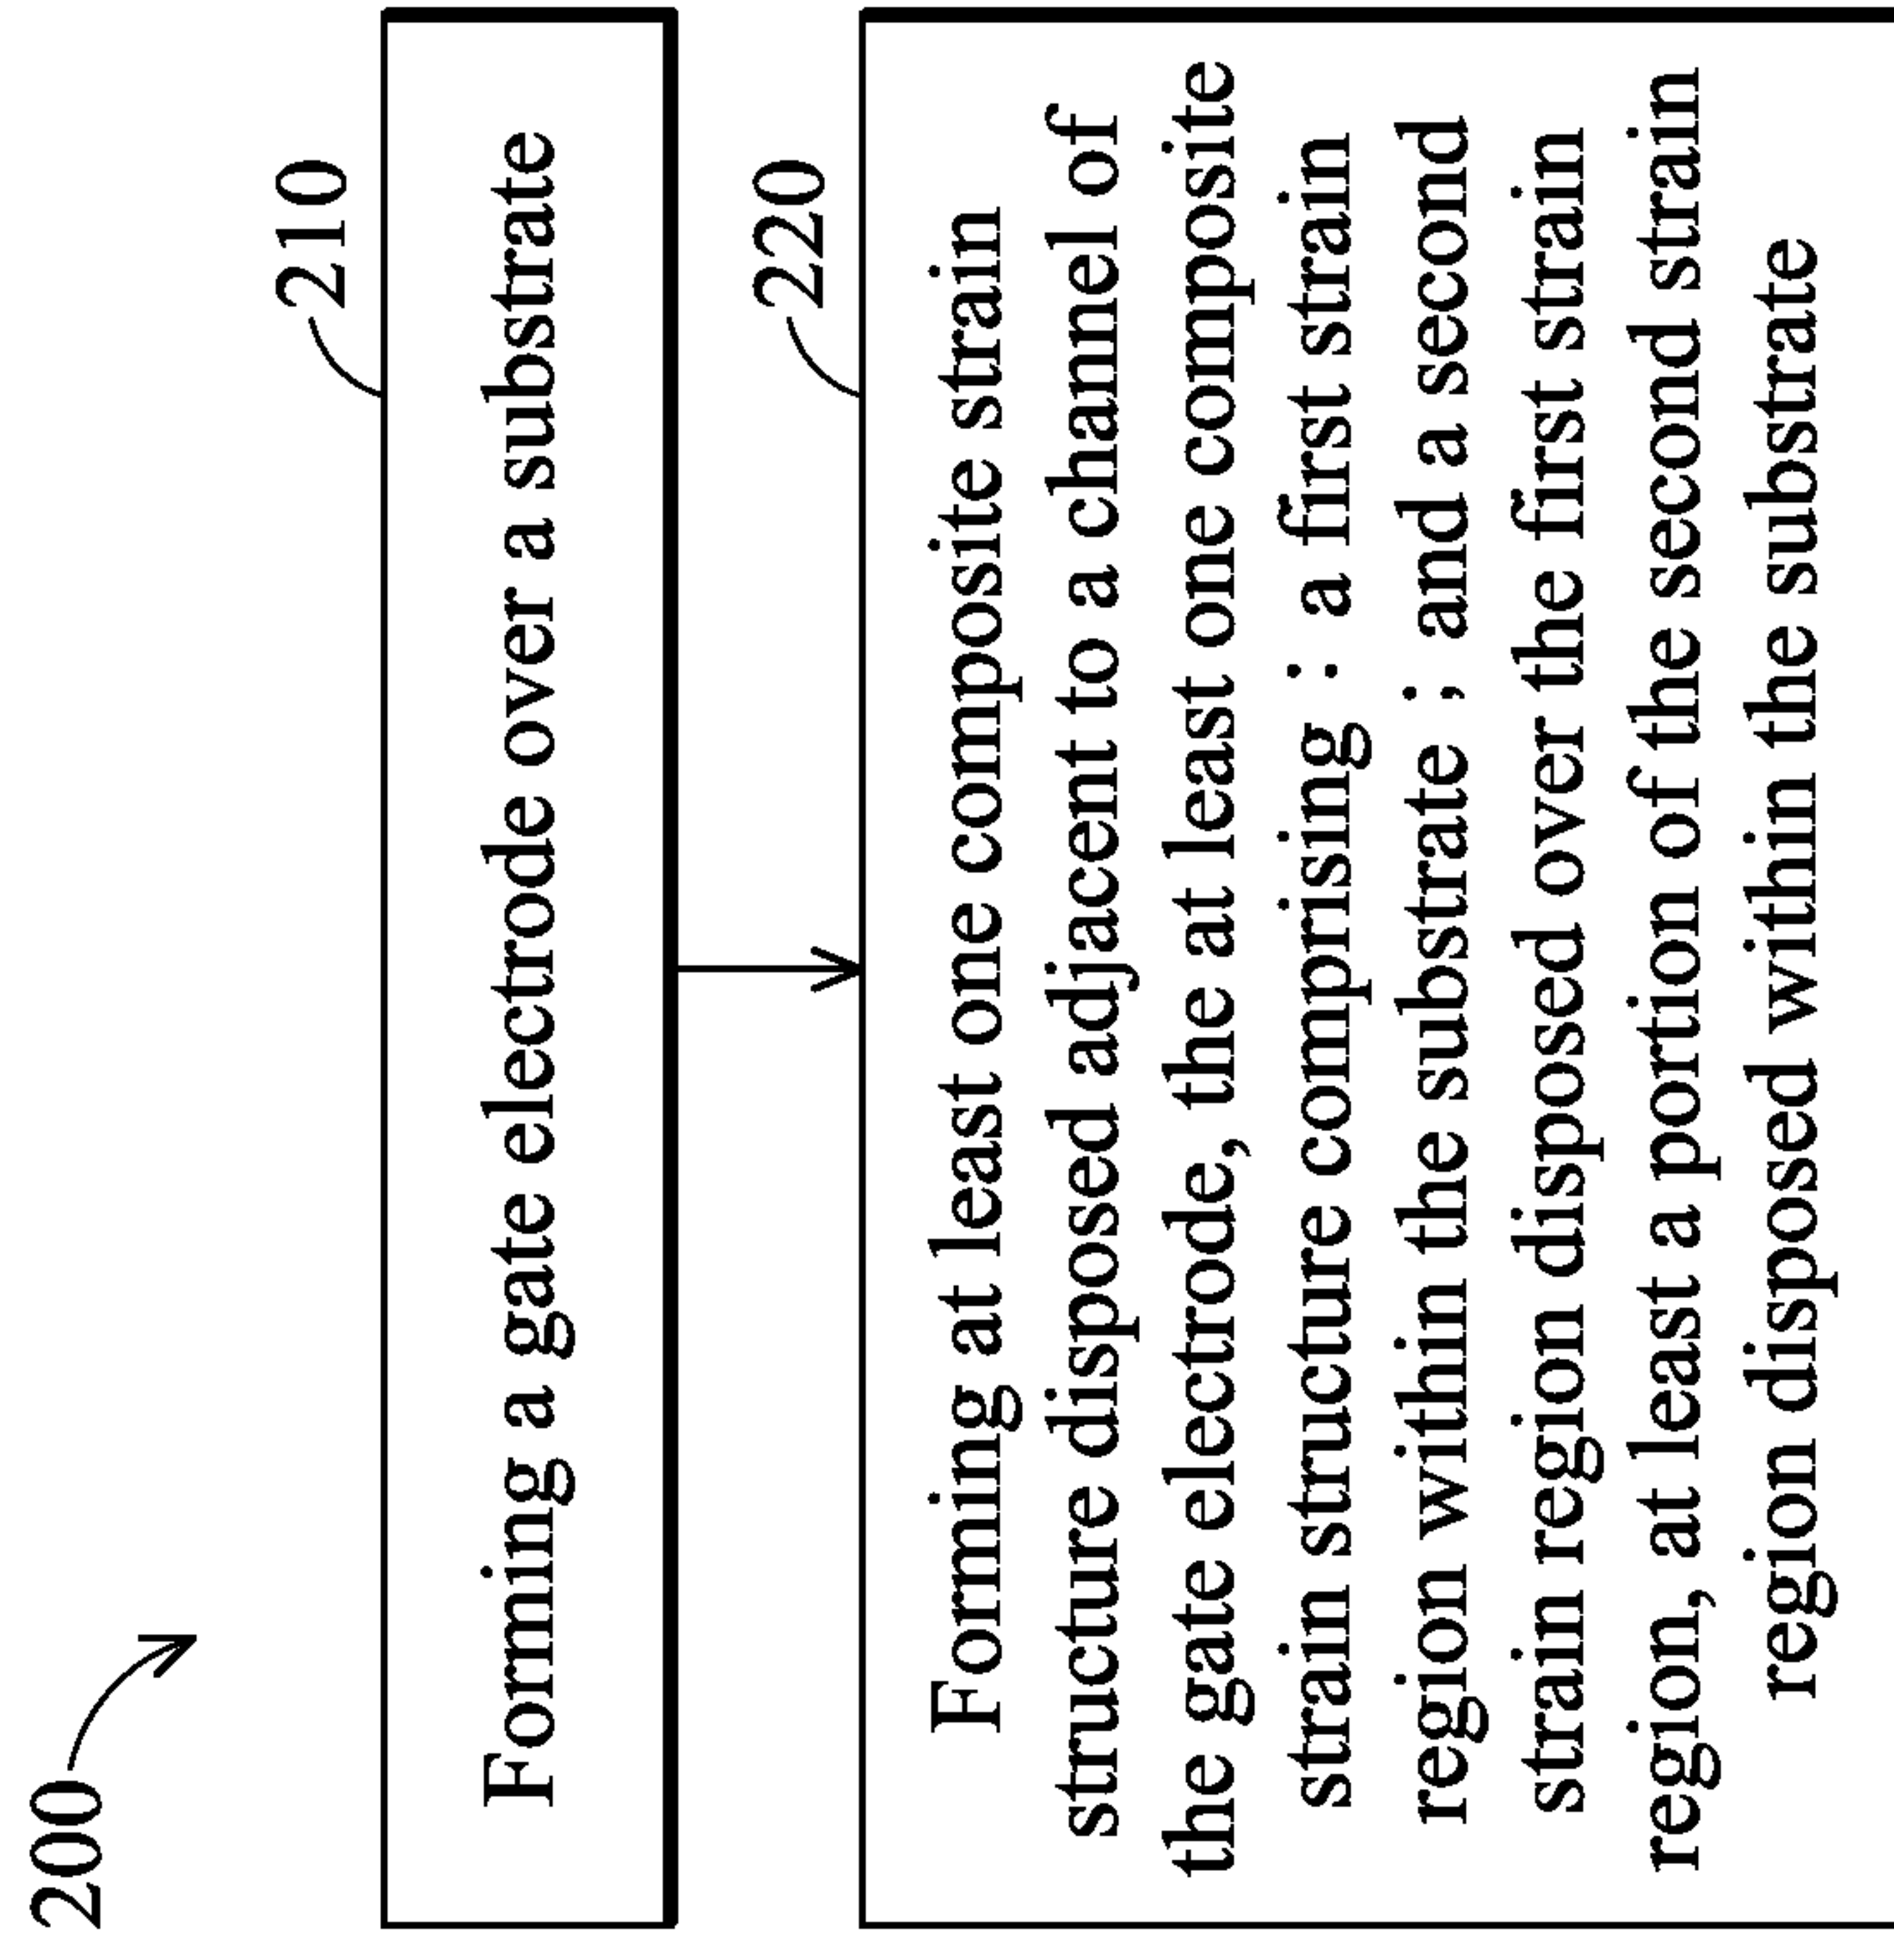 200
210
Forming a gate electrode over a substrate
220
Forming at least one composite strain
structure disposed adjacent to a channel of
the gate electrode, the at least one composite
strain structure comprising : a first strain
region within the substrate ; and a second
strain region disposed over the first strain
region, at least a portion of the second strain
region disposed within the substrate